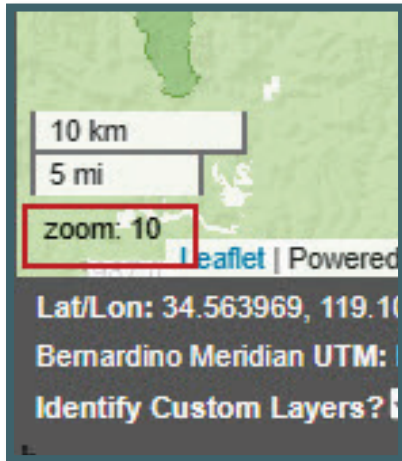 10 km
5 mi
zoom: 10
Leaflet | Powered
Lat/Lon: 34.563969, 119.10
Bernardino Meridian UTM:
Identify Custom Layers?